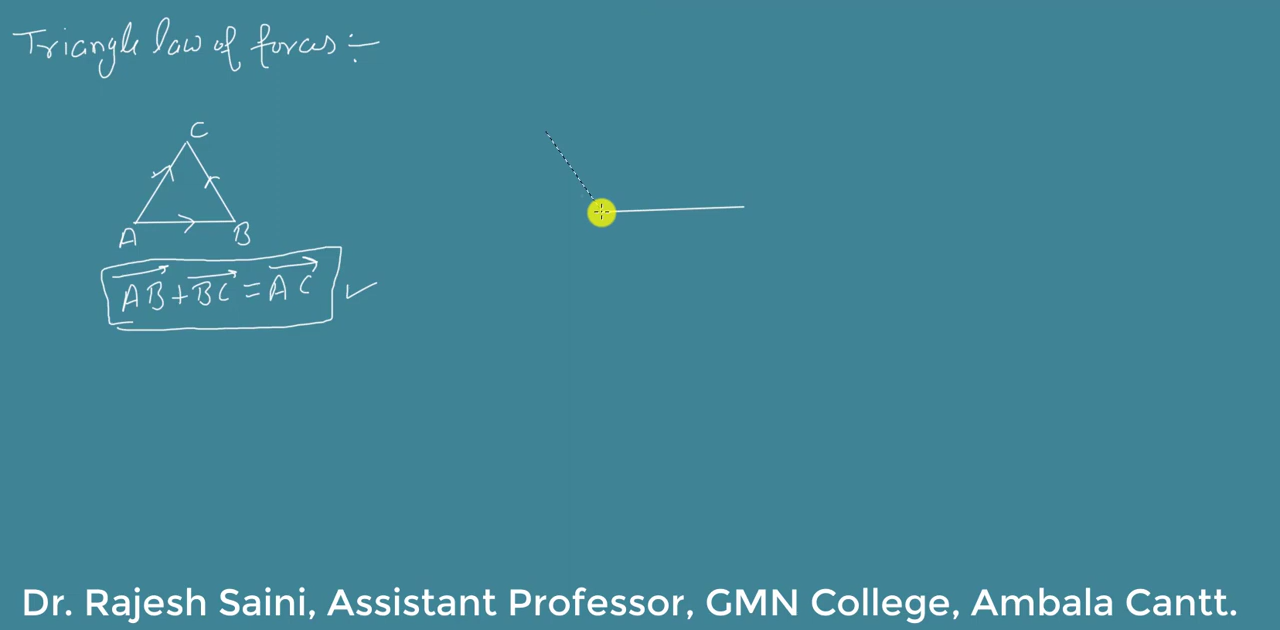 Triangle law of forces :-
C
A B
AB + BC = AC ✓
Dr. Rajesh Saini, Assistant Professor, GMN College, Ambala Cantt.